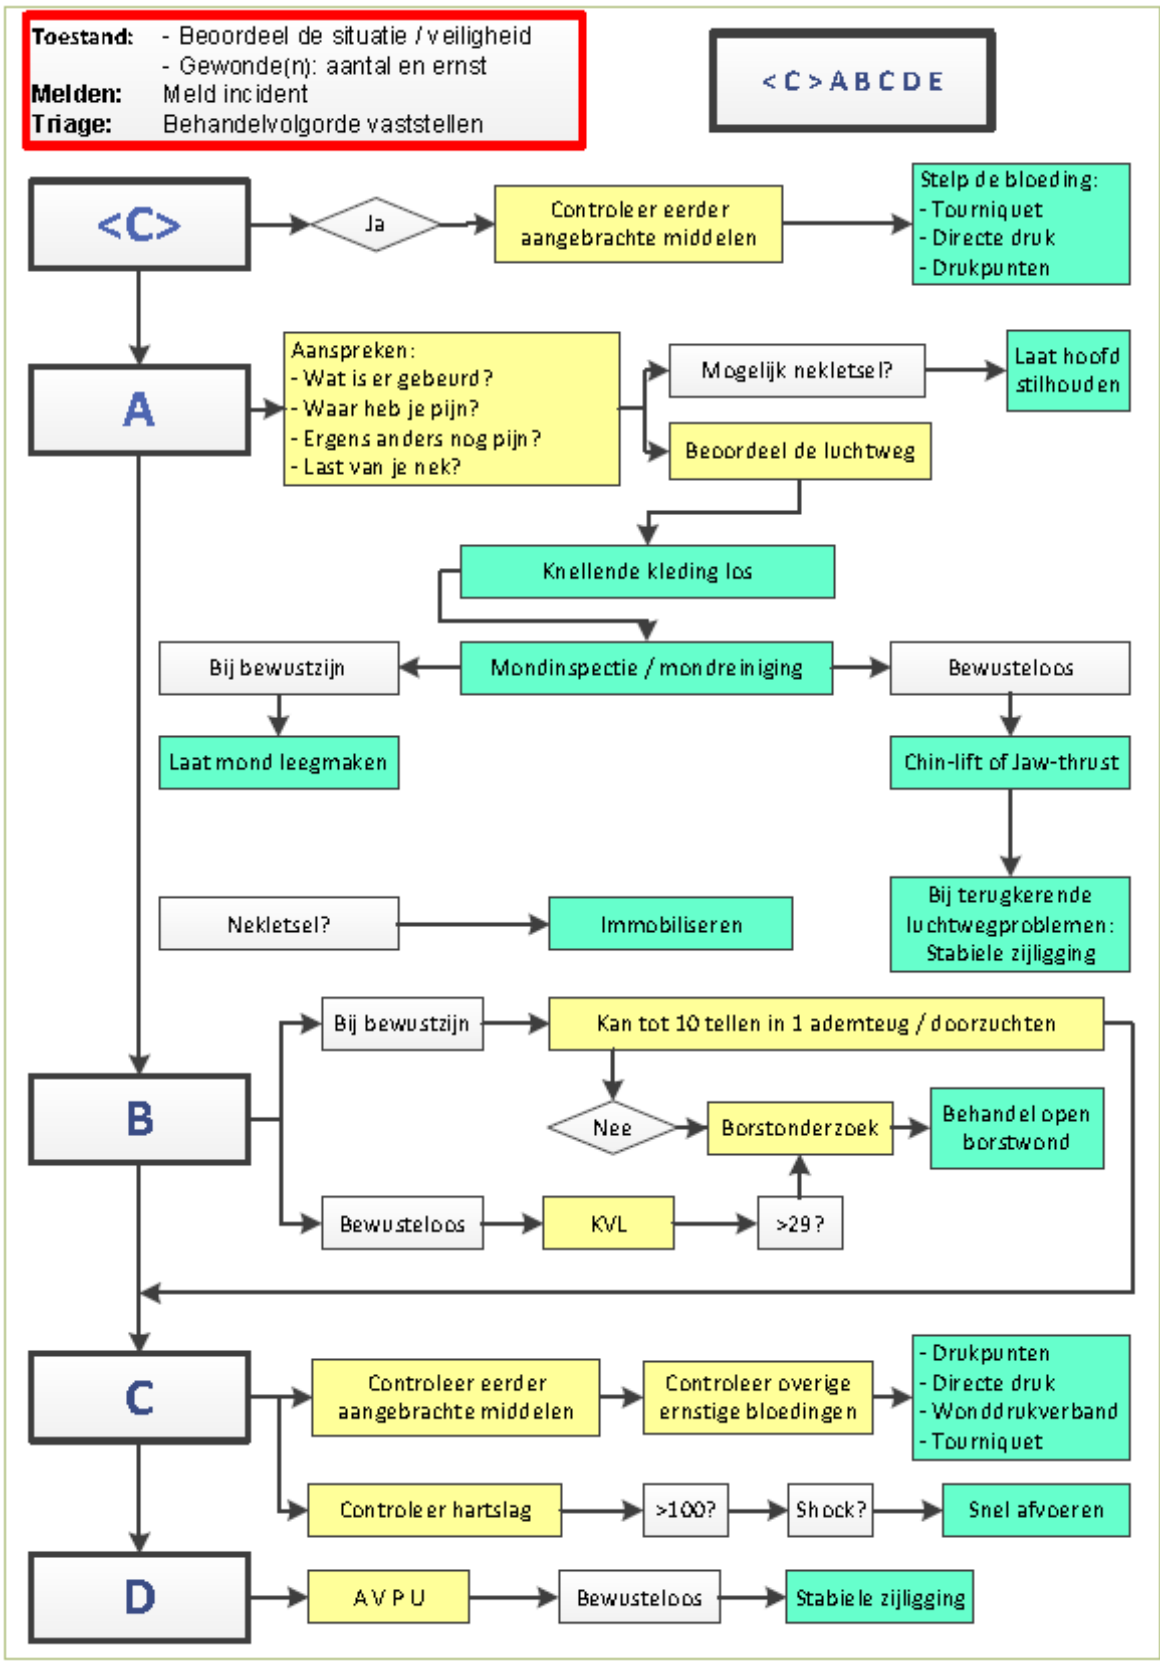 Toestand: - Beoordeel de situatie / veiligheid
- Gewonde(n): aantal en ernst
Melden: Meld incident
Triage: Behandelvolgorde vaststellen
<C> A B C D E
<C>
Ja
Controleer eerder
aangebrachte middelen
Stelp de bloeding:
- Tourniquet
- Directe druk
- Drukpunten
A
Aanspreken:
- Wat is er gebeurd?
- Waar heb je pijn?
- Ergens anders nog pijn?
- Last van je nek?
Mogelijk nekletsel?
Laat hoofd
stilhouden
Beoordeel de luchtweg
Knellende kleding los
Bij bewustzijn
Mondinspectie / mondreiniging
Bewusteloos
Laat mond leegmaken
Chin-lift of Jaw-thrust
Nekletsel?
Immobiliseren
Bij terugkerende
luchtwegproblemen:
Stabiele zijligging
B
Bij bewustzijn
Kan tot 10 tellen in 1 ademteug / doorzuchten
Nee
Borstonderzoek
Behandel open
borstwond
Bewusteloos
KVL
>29?
C
Controleer eerder
aangebrachte middelen
Controleer overige
ernstige bloedingen
- Drukpunten
- Directe druk
- Wonddrukverband
- Tourniquet
Controleer hartslag
>100?
Shock?
Snel afvoeren
D
A V P U
Bewusteloos
Stabiele zijligging